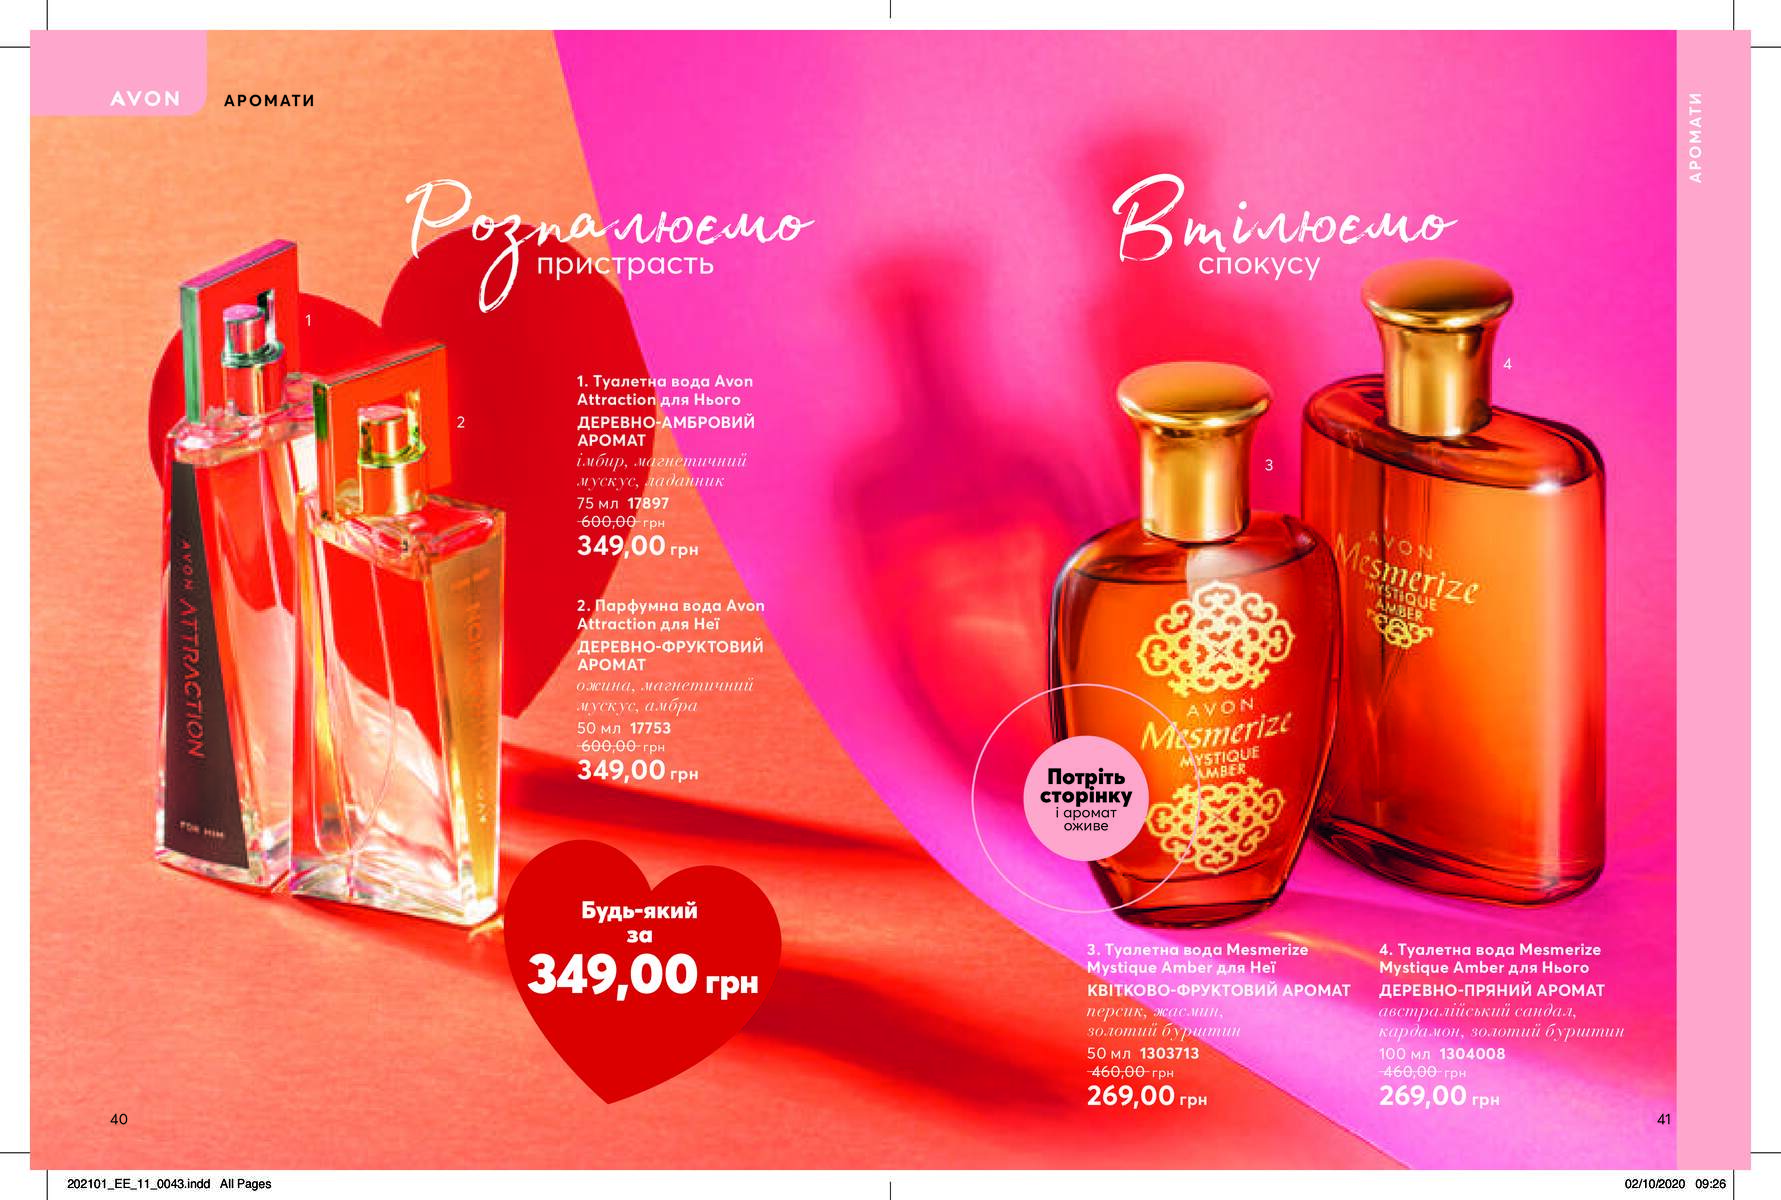 AVON
АРОМАТИ
АРОМАТИ
Розпалюємо
пристрасть
Втілюємо
спокусу
1
2
3
4
1. Туалетна вода Avon
Attraction для Нього
ДЕРЕВНО-АМБРОВИЙ
АРОМАТ
імбир, магнетичний
мускус, ладанник
75 мл 17897
600,00 грн
349,00 грн
2. Парфумна вода Avon
Attraction для Неї
ДЕРЕВНО-ФРУКТОВИЙ
АРОМАТ
ожина, магнетичний
мускус, амбра
50 мл 17753
600,00 грн
349,00 грн
AVON ATTRACTION
FOR HIM
Будь-який
за
349,00 грн
AVON
Mesmerize
MYSTIQUE
AMBER
AVON
Mesmerize
MYSTIQUE
AMBER
Потріть
сторінку
і аромат
оживе
3. Туалетна вода Mesmerize
Mystique Amber для Неї
КВІТКОВО-ФРУКТОВИЙ АРОМАТ
персик, жасмин,
золотий бурштин
50 мл 1303713
460,00 грн
269,00 грн
4. Туалетна вода Mesmerize
Mystique Amber для Нього
ДЕРЕВНО-ПРЯНИЙ АРОМАТ
австралійський сандал,
кардамон, золотий бурштин
100 мл 1304008
460,00 грн
269,00 грн
40
41
202101_EE_11_0043.indd All Pages
02/10/2020 09:26